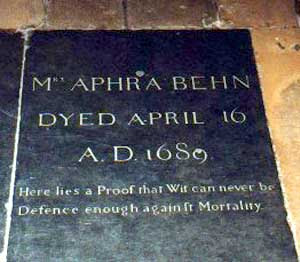 Mrs APHRA BEHN
DYED APRIL 16
A.D. 1689.
Here lies a Proof that Wit can never be
Defence enough againſt Mortality.